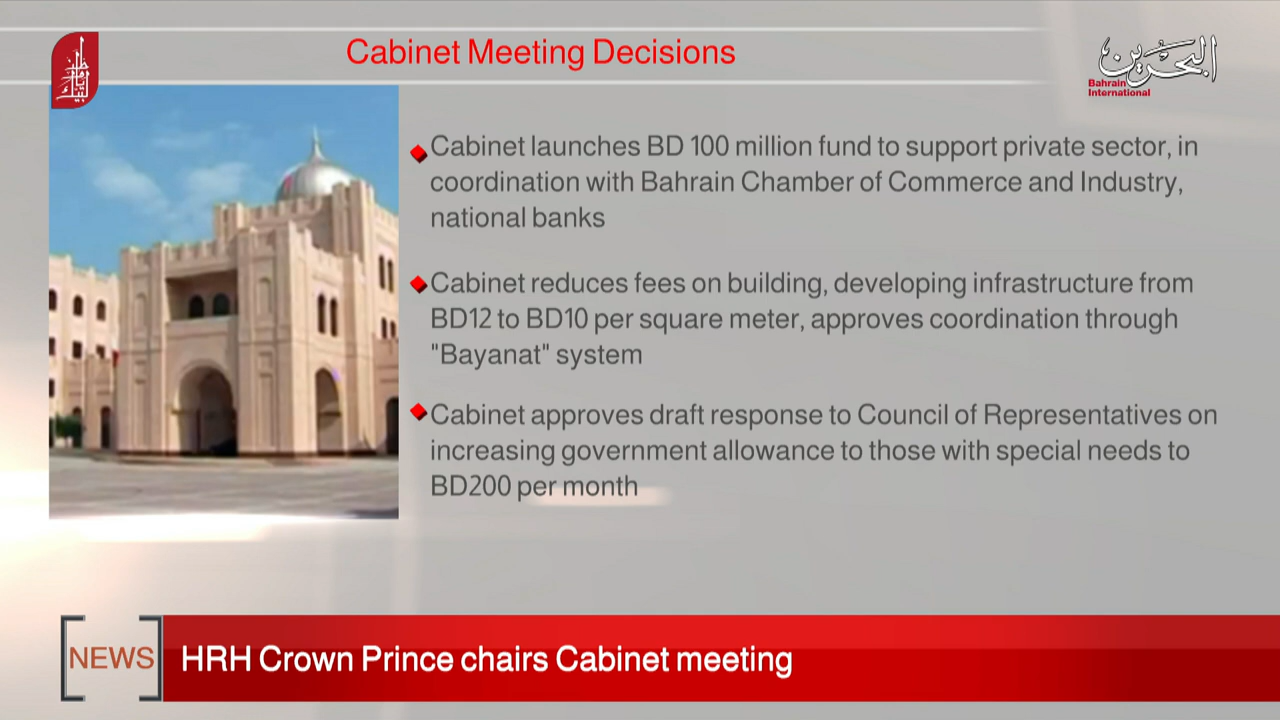 Cabinet Meeting Decisions
البحرين
Bahrain
International
Cabinet launches BD 100 million fund to support private sector, in
coordination with Bahrain Chamber of Commerce and Industry,
national banks
Cabinet reduces fees on building, developing infrastructure from
BD12 to BD10 per square meter, approves coordination through
"Bayanat" system
Cabinet approves draft response to Council of Representatives on
increasing government allowance to those with special needs to
BD200 per month
NEWS
HRH Crown Prince chairs Cabinet meeting